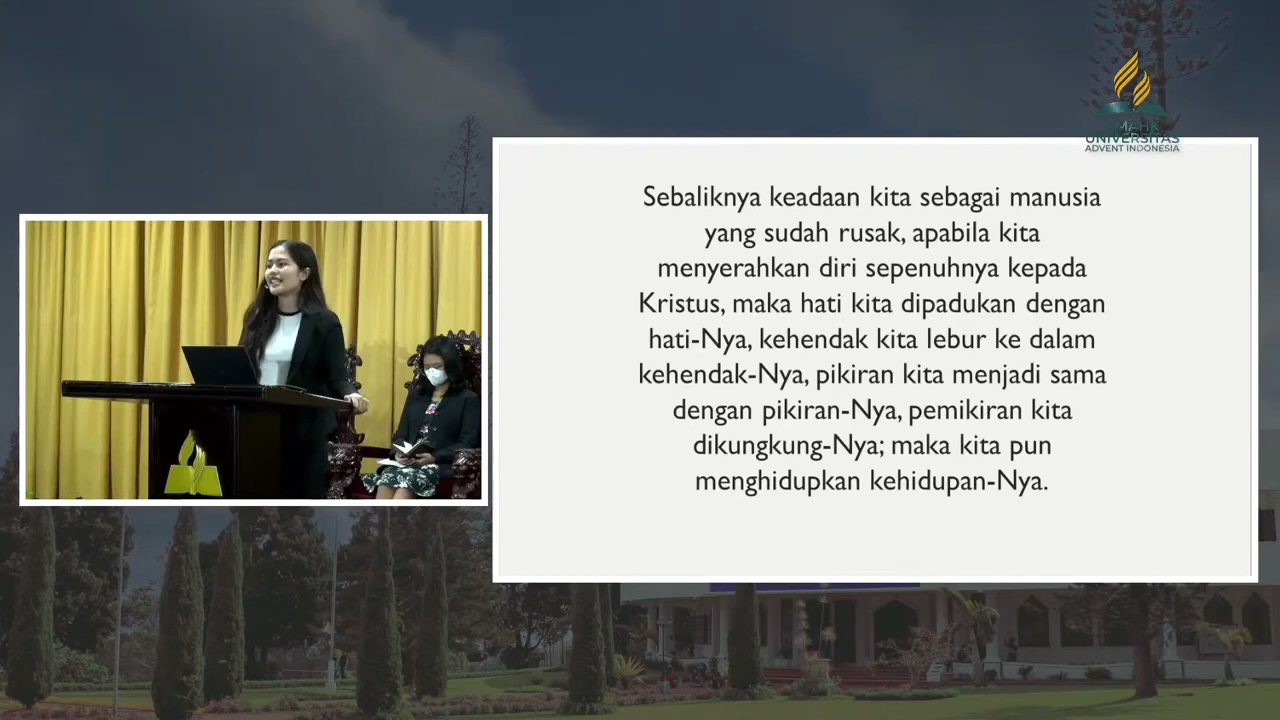 JEMAAT
UNIVERSITAS
ADVENT INDONESIA
Sebaliknya keadaan kita sebagai manusia
yang sudah rusak, apabila kita
menyerahkan diri sepenuhnya kepada
Kristus, maka hati kita dipadukan dengan
hati-Nya, kehendak kita lebur ke dalam
kehendak-Nya, pikiran kita menjadi sama
dengan pikiran-Nya, pemikiran kita
dikungkung-Nya; maka kita pun
menghidupkan kehidupan-Nya.